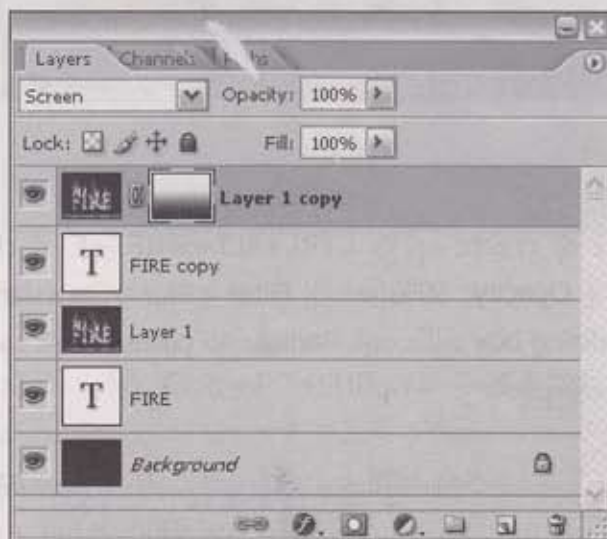 Layers Channels Paths
Screen Opacity: 100%
Lock: Fill: 100%
FIRE Layer 1 copy
T FIRE copy
FIRE Layer 1
T FIRE
Background